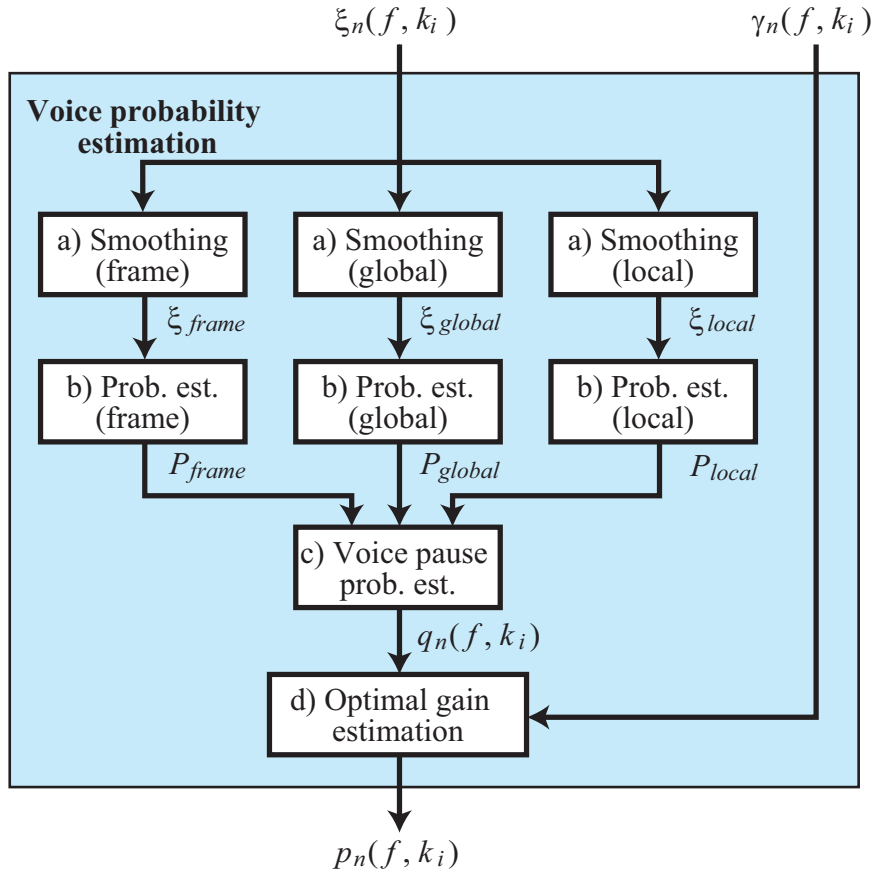 ξn(f, ki)
γn(f, ki)
Voice probability
estimation
a) Smoothing
(frame)
a) Smoothing
(global)
a) Smoothing
(local)
ξframe
ξglobal
ξlocal
b) Prob. est.
(frame)
b) Prob. est.
(global)
b) Prob. est.
(local)
Pframe
Pglobal
Plocal
c) Voice pause
prob. est.
qn(f, ki)
d) Optimal gain
estimation
pn(f, ki)